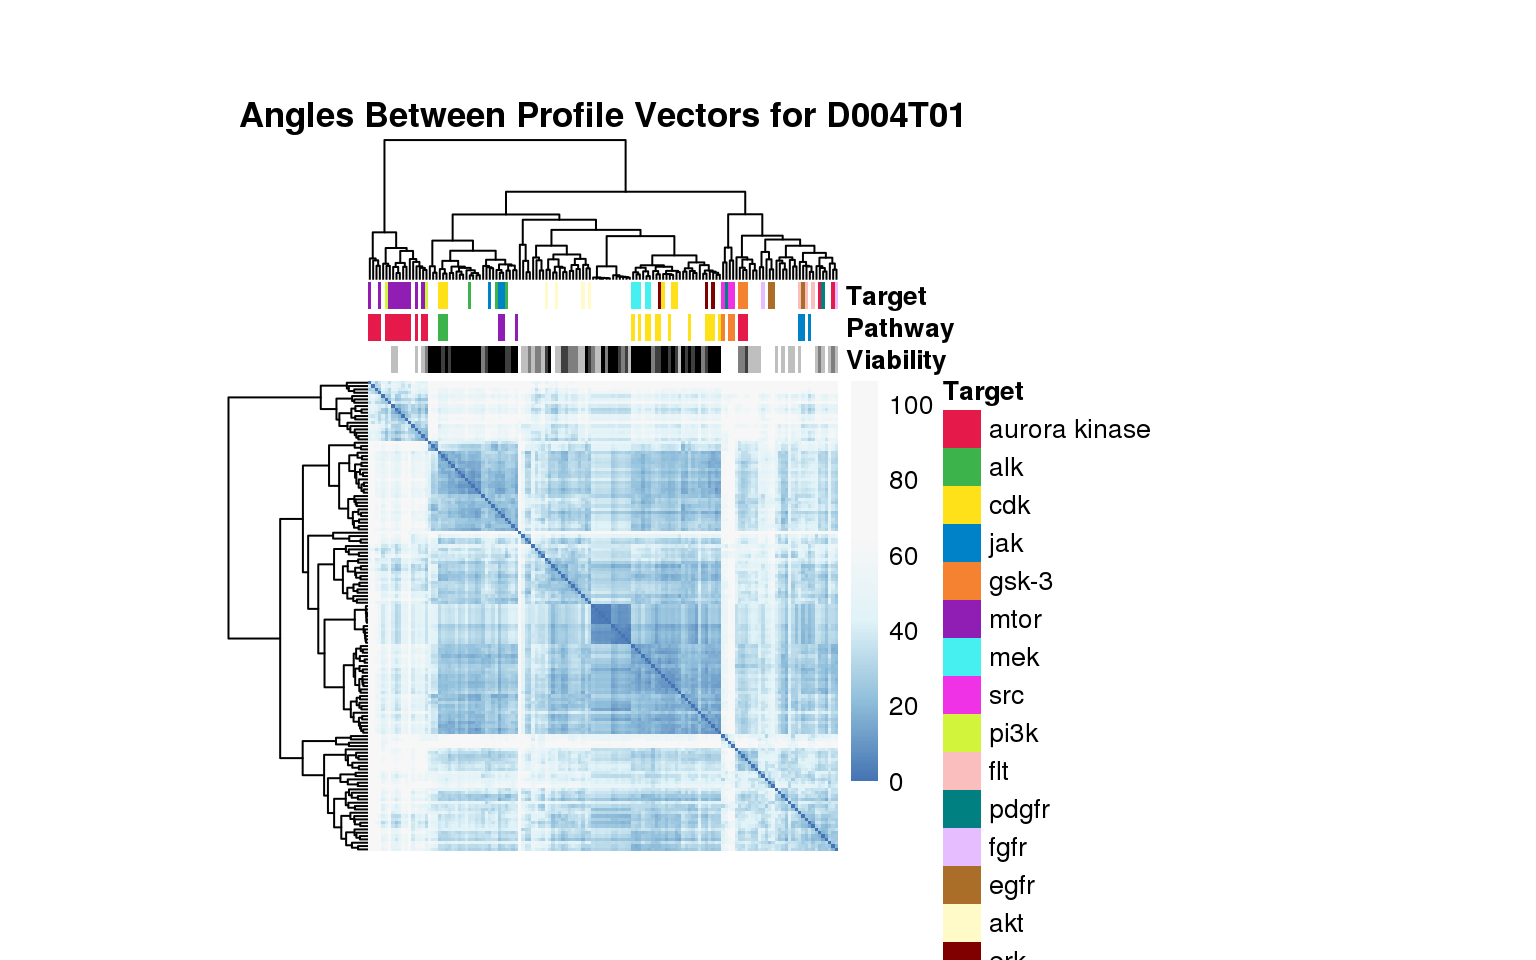 Angles Between Profile Vectors for D004T01
Target
Pathway
Viability
100
80
60
40
20
0
Target
aurora kinase
alk
cdk
jak
gsk-3
mtor
mek
src
pi3k
flt
pdgfr
fgfr
egfr
akt